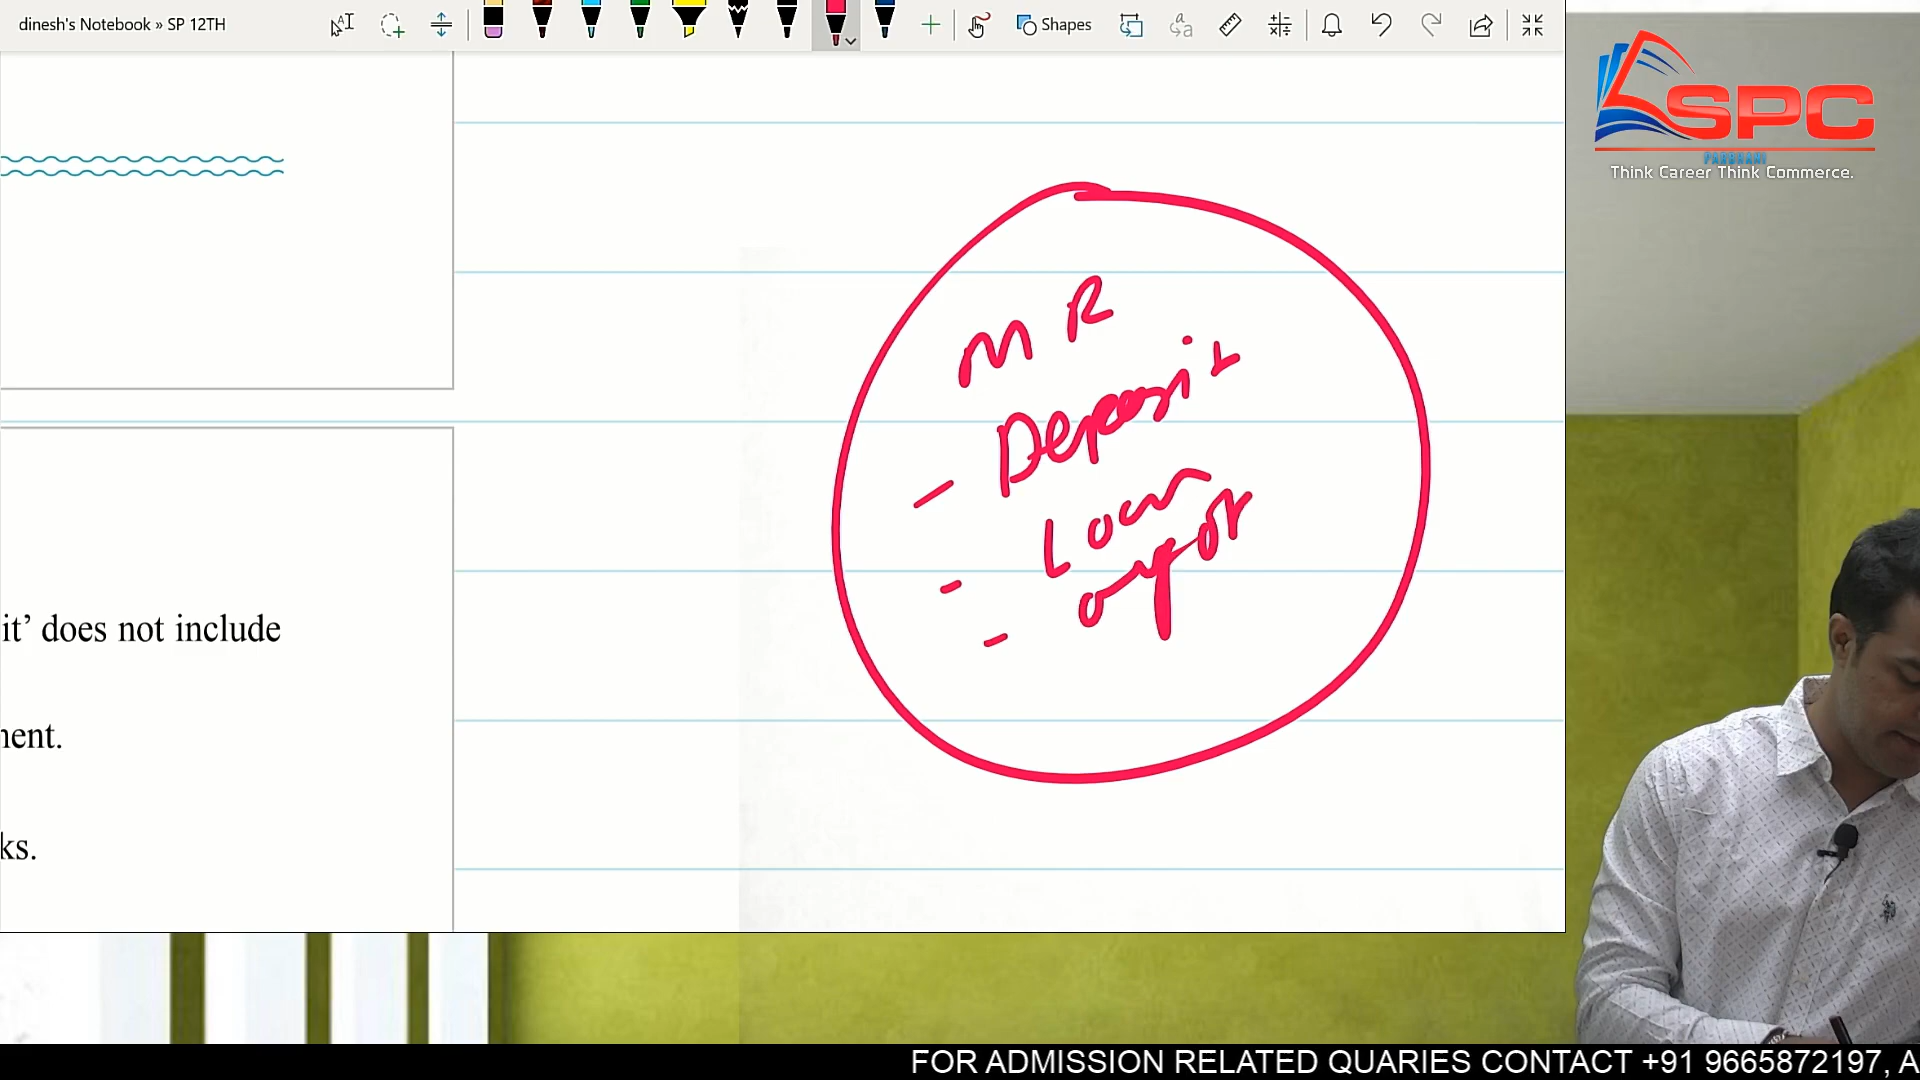 dinesh's Notebook » SP 12TH
Shapes
SPC
PARBHANI
Think Career Think Commerce.
M R
- Deposit
- Loan
it’ does not include
ent.
ks.
FOR ADMISSION RELATED QUARIES CONTACT +91 9665872197, A